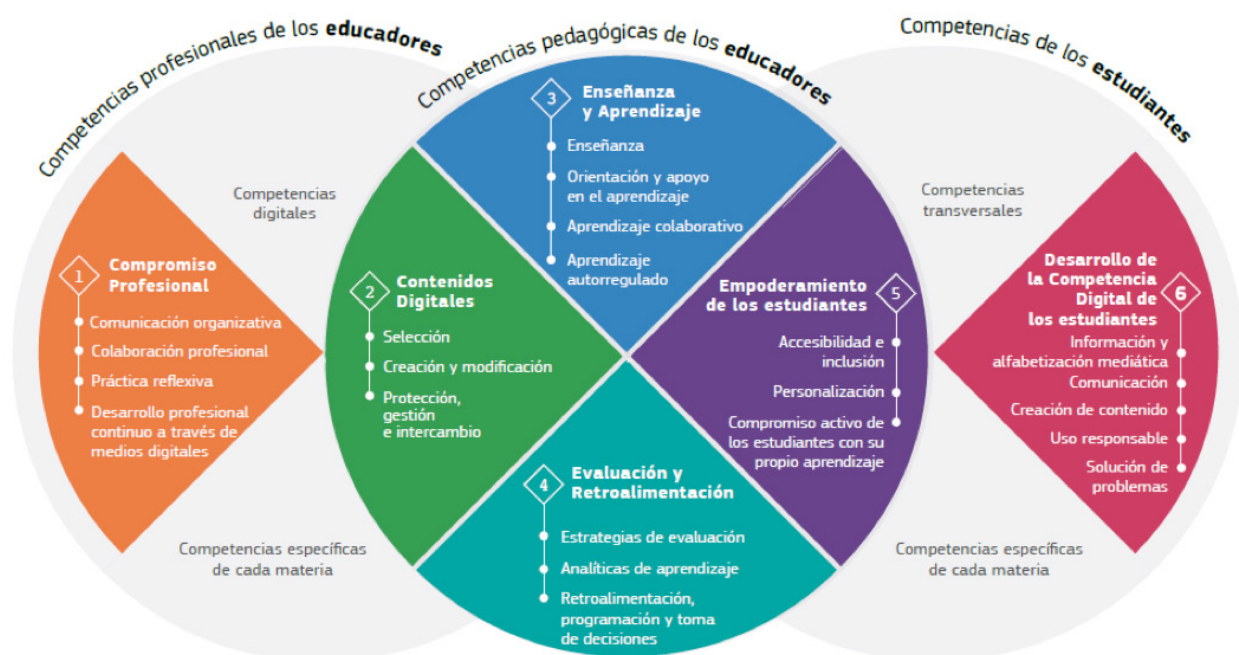 Competencias profesionales de los educadores
Competencias pedagógicas de los educadores
Competencias de los estudiantes
Competencias
digitales
1
Compromiso
Profesional
Comunicación organizativa
Colaboración profesional
Práctica reflexiva
Desarrollo profesional
continuo a través de
medios digitales
Competencias específicas
de cada materia
2
Contenidos
Digitales
Selección
Creación y modificación
Protección,
gestión
e intercambio
3
Enseñanza
y Aprendizaje
Enseñanza
Orientación y apoyo
en el aprendizaje
Aprendizaje colaborativo
Aprendizaje
autorregulado
4
Evaluación y
Retroalimentación
Estrategias de evaluación
Analíticas de aprendizaje
Retroalimentación,
programación y toma
de decisiones
Empoderamiento
de los estudiantes
5
Accesibilidad e
inclusión
Personalización
Compromiso activo de
los estudiantes con su
propio aprendizaje
Competencias
transversales
Desarrollo de
la Competencia
Digital de
los estudiantes
6
Información y
alfabetización mediática
Comunicación
Creación de contenido
Uso responsable
Solución de
problemas
Competencias específicas
de cada materia